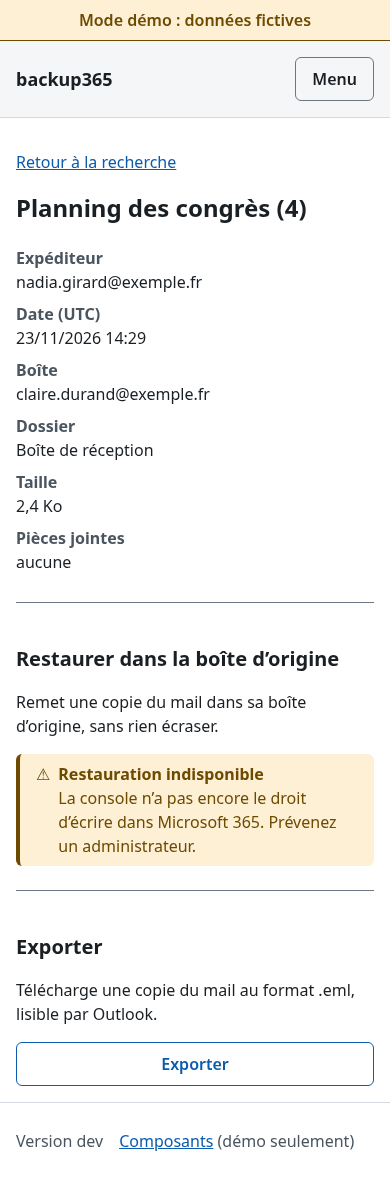 Mode démo : données fictives
backup365
Menu
Retour à la recherche
Planning des congrès (4)
Expéditeur
nadia.girard@exemple.fr
Date (UTC)
23/11/2026 14:29
Boîte
claire.durand@exemple.fr
Dossier
Boîte de réception
Taille
2,4 Ko
Pièces jointes
aucune
Restaurer dans la boîte d’origine
Remet une copie du mail dans sa boîte
d’origine, sans rien écraser.
⚠ Restauration indisponible
La console n’a pas encore le droit
d’écrire dans Microsoft 365. Prévenez
un administrateur.
Exporter
Télécharge une copie du mail au format .eml,
lisible par Outlook.
Exporter
Version dev Composants (démo seulement)